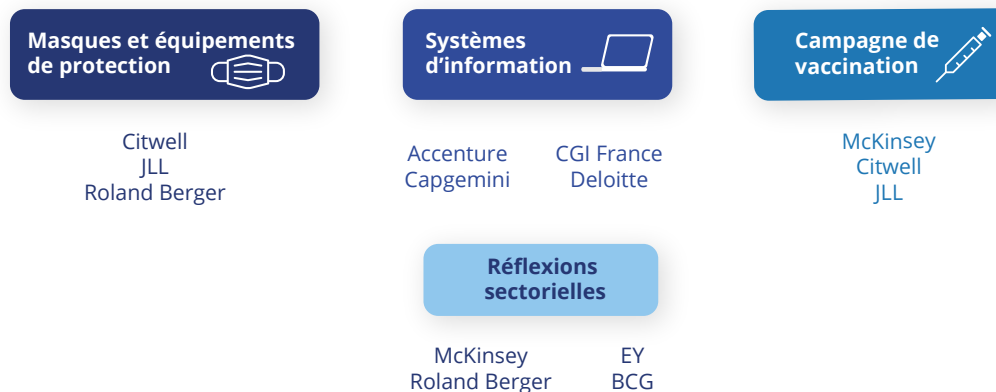 Masques et équipements
de protection
Citwell
JLL
Roland Berger
Systèmes
d’information
Accenture
Capgemini
CGI France
Deloitte
Campagne de
vaccination
McKinsey
Citwell
JLL
Réflexions
sectorielles
McKinsey
Roland Berger
EY
BCG